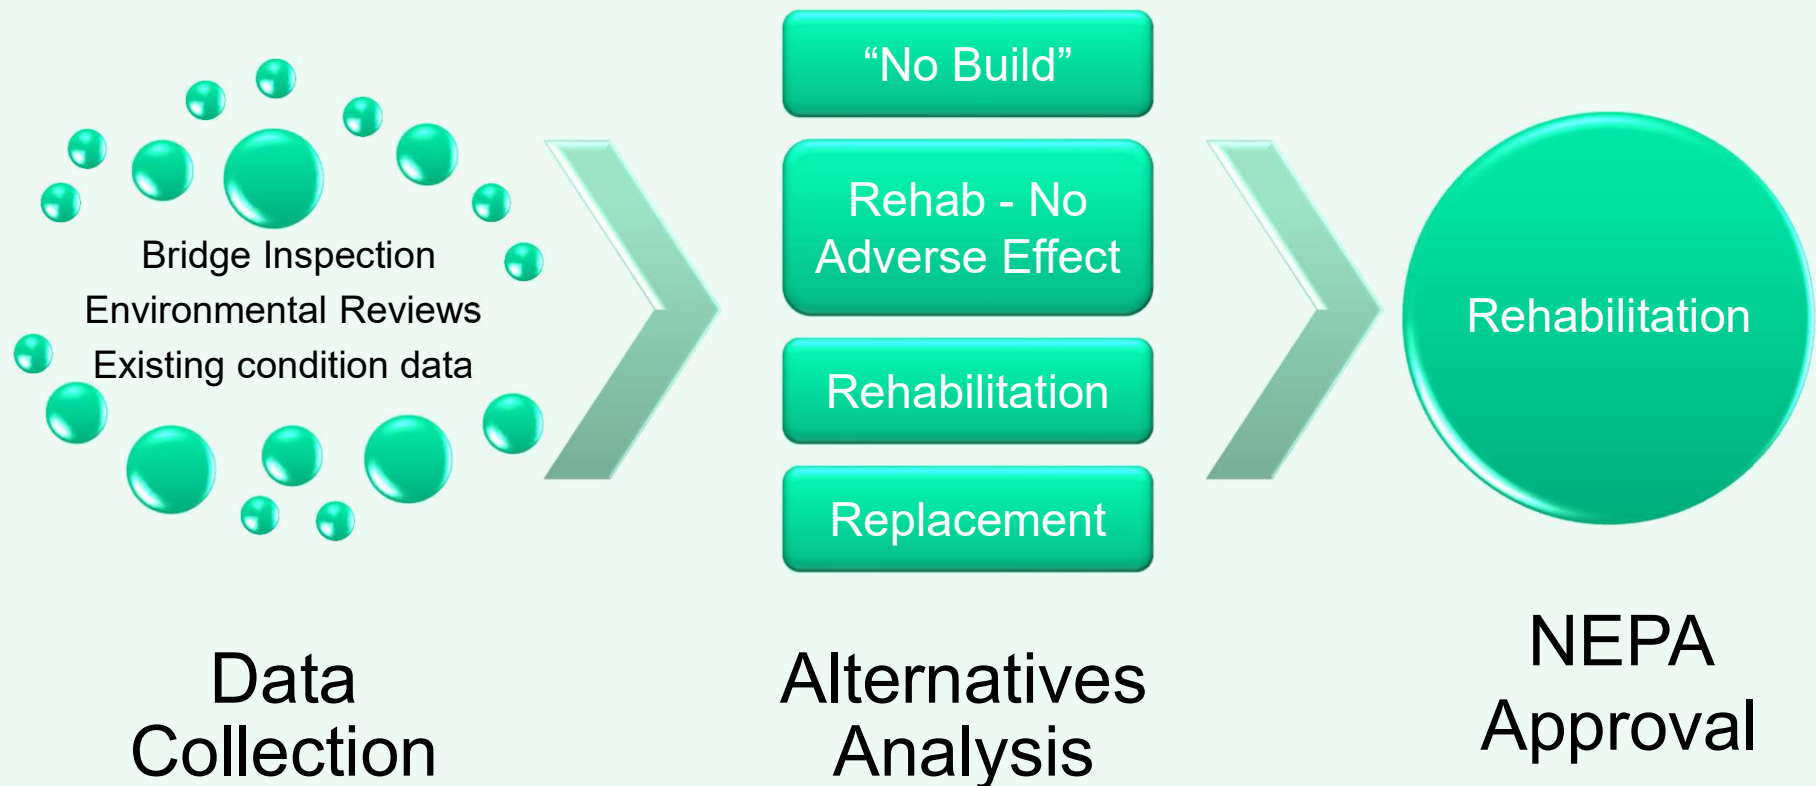 Bridge Inspection
Environmental Reviews
Existing condition data
Data
Collection
“No Build”
Rehab - No
Adverse Effect
Rehabilitation
Replacement
Alternatives
Analysis
Rehabilitation
NEPA
Approval